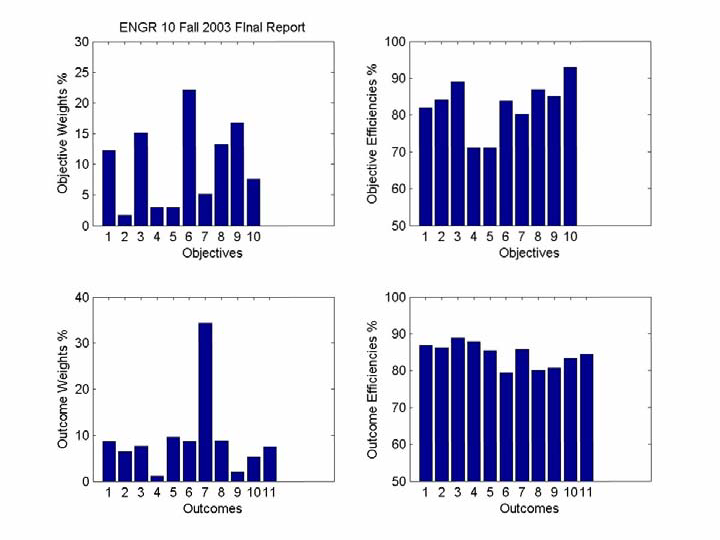 ENGR 10 Fall 2003 FInal Report
30
25
20
15
10
5
0
Objective Weights %
1 2 3 4 5 6 7 8 9 10
Objectives
100
90
80
70
60
50
Objective Efficiencies %
1 2 3 4 5 6 7 8 9 10
Objectives
40
30
20
10
0
Outcome Weights %
1 2 3 4 5 6 7 8 9 10 11
Outcomes
100
90
80
70
60
50
Outcome Efficiencies %
1 2 3 4 5 6 7 8 9 10 11
Outcomes